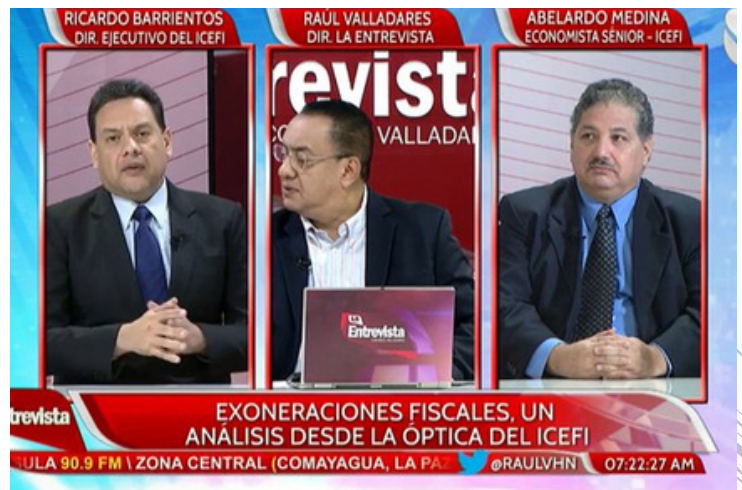 RICARDO BARRIENTOS
DIR. EJECUTIVO DEL ICEFI
RAÚL VALLADARES
DIR. LA ENTREVISTA
ABELARDO MEDINA
ECONOMISTA SÉNIOR - ICEFI
revist
VALLADA
La
Entrevista
trevista
EXONERACIONES FISCALES, UN
ANÁLISIS DESDE LA ÓPTICA DEL ICEFI
SULA 90.9 FM \ ZONA CENTRAL (COMAYAGUA, LA PAZ
@RAULVHN
07:22:27 AM